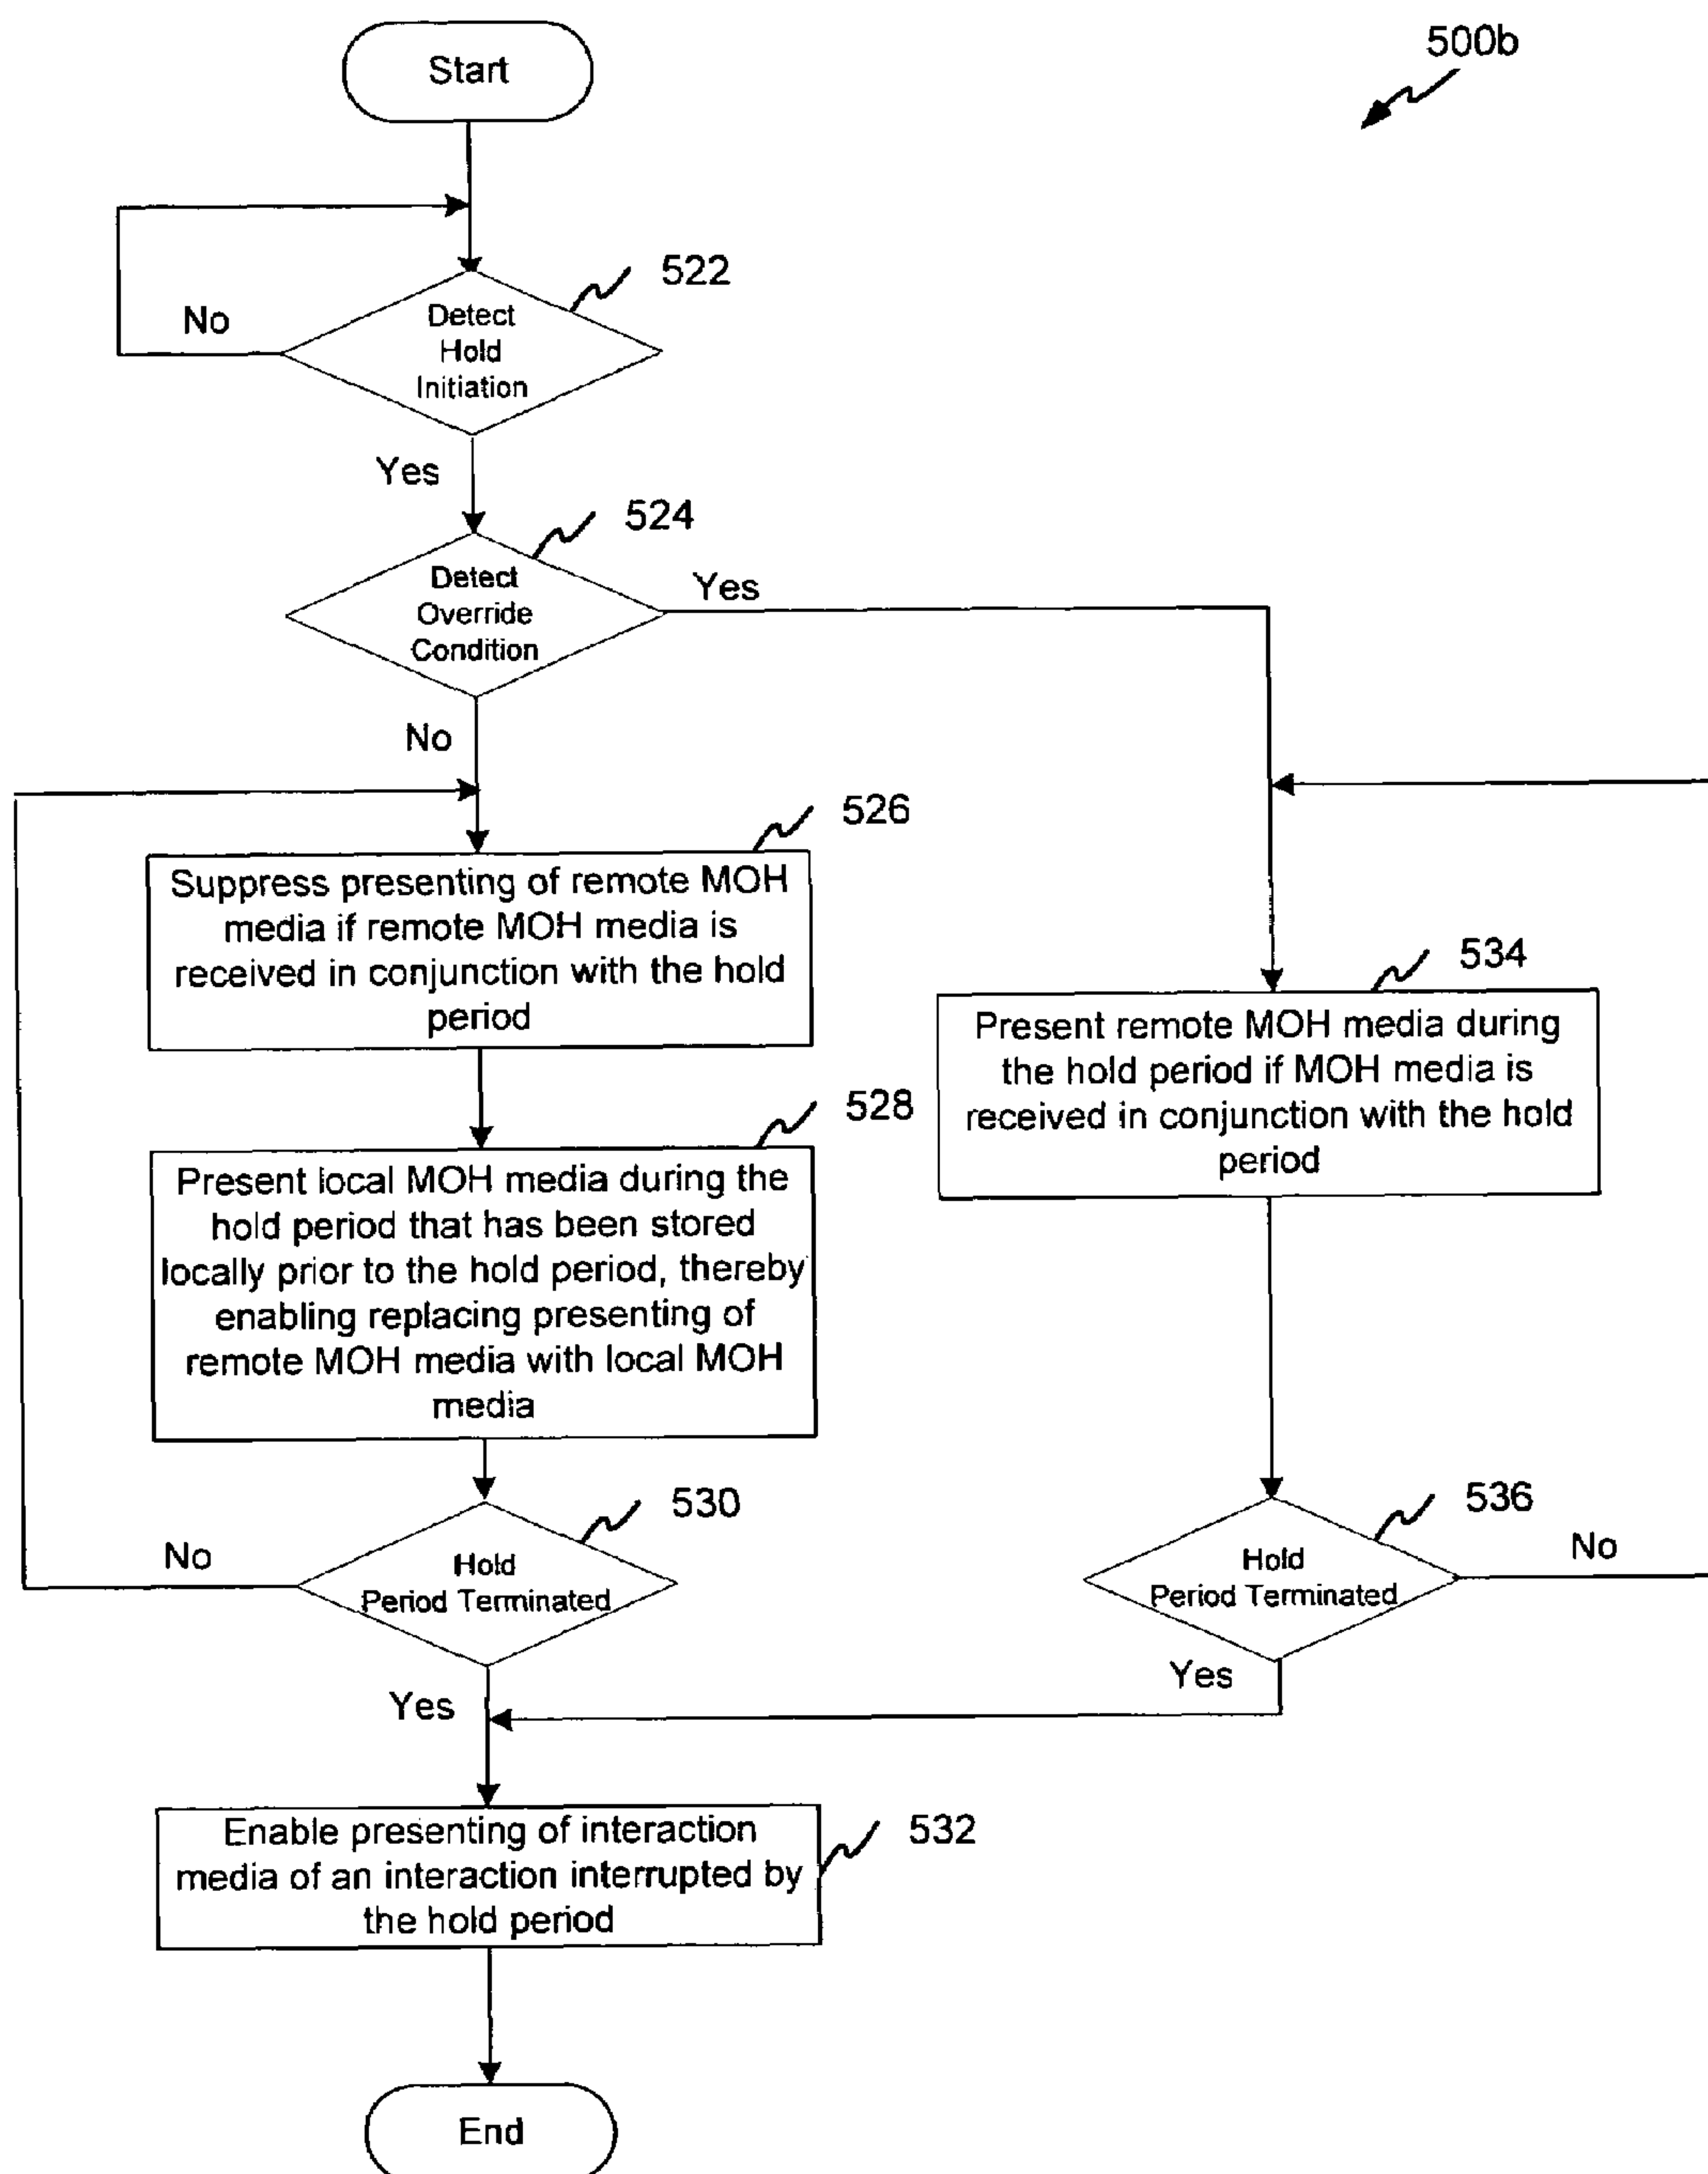 Start
500b
522
Detect
Hold
Initiation
No
Yes
524
Detect
Override
Condition
Yes
No
526
Suppress presenting of remote MOH
media if remote MOH media is
received in conjunction with the hold
period
534
Present remote MOH media during
the hold period if MOH media is
received in conjunction with the hold
period
528
Present local MOH media during the
hold period that has been stored
locally prior to the hold period, thereby
enabling replacing presenting of
remote MOH media with local MOH
media
530
Hold
Period Terminated
No
Yes
536
Hold
Period Terminated
No
Yes
532
Enable presenting of interaction
media of an interaction interrupted by
the hold period
End